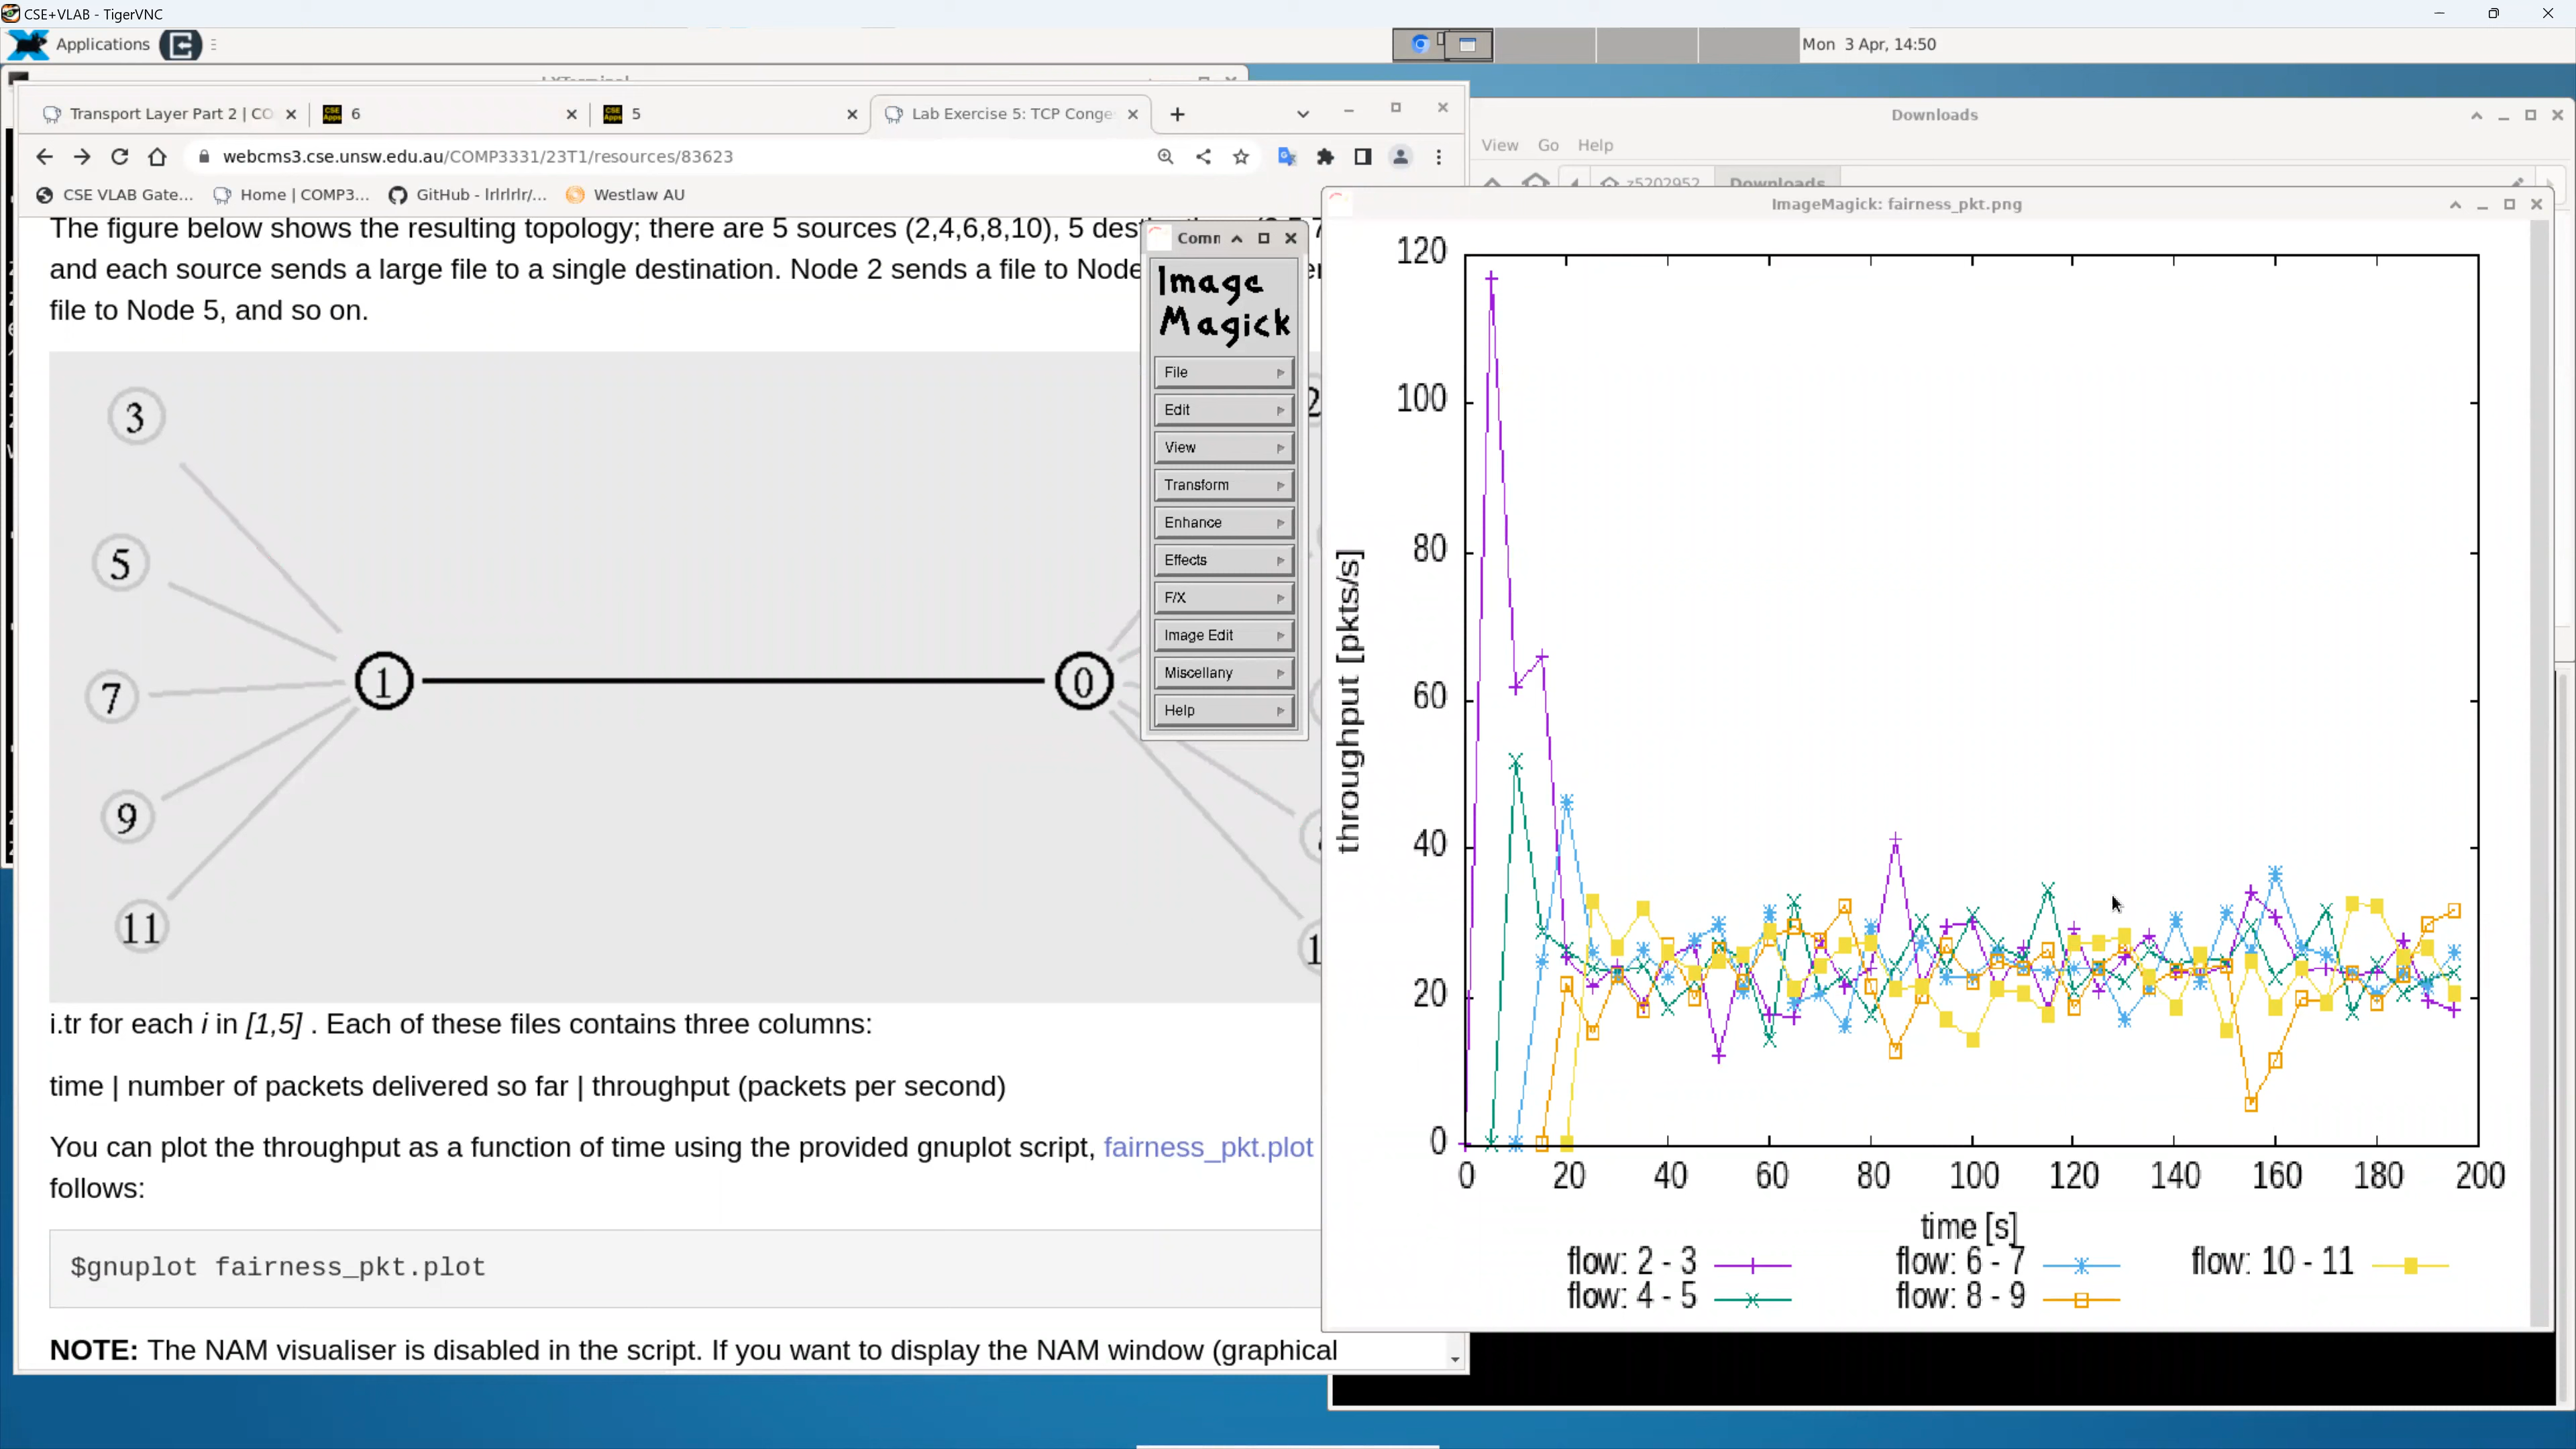 CSE+VLAB - TigerVNC
Applications
Mon 3 Apr, 14:50
Transport Layer Part 2 | CO
6
5
Lab Exercise 5: TCP Conge
webcms3.cse.unsw.edu.au/COMP3331/23T1/resources/83623
CSE VLAB Gate...
Home | COMP3...
GitHub - lrlrlrlr/...
Westlaw AU
The figure below shows the resulting topology; there are 5 sources (2,4,6,8,10), 5
and each source sends a large file to a single destination. Node 2 sends a file to Node
file to Node 5, and so on.
3
5
7
9
11
1
0
i.tr for each i in [1,5] . Each of these files contains three columns:
time | number of packets delivered so far | throughput (packets per second)
You can plot the throughput as a function of time using the provided gnuplot script, fairness_pkt.plot
follows:
$gnuplot fairness_pkt.plot
NOTE: The NAM visualiser is disabled in the script. If you want to display the NAM window (graphical
Comm
Image
Magick
File
Edit
View
Transform
Enhance
Effects
F/X
Image Edit
Miscellany
Help
Downloads
View Go Help
z5202952
Downloads
ImageMagick: fairness_pkt.png
throughput [pkts/s]
120
100
80
60
40
20
0
0 20 40 60 80 100 120 140 160 180 200
time [s]
flow: 2 - 3
flow: 6 - 7
flow: 10 - 11
flow: 4 - 5
flow: 8 - 9